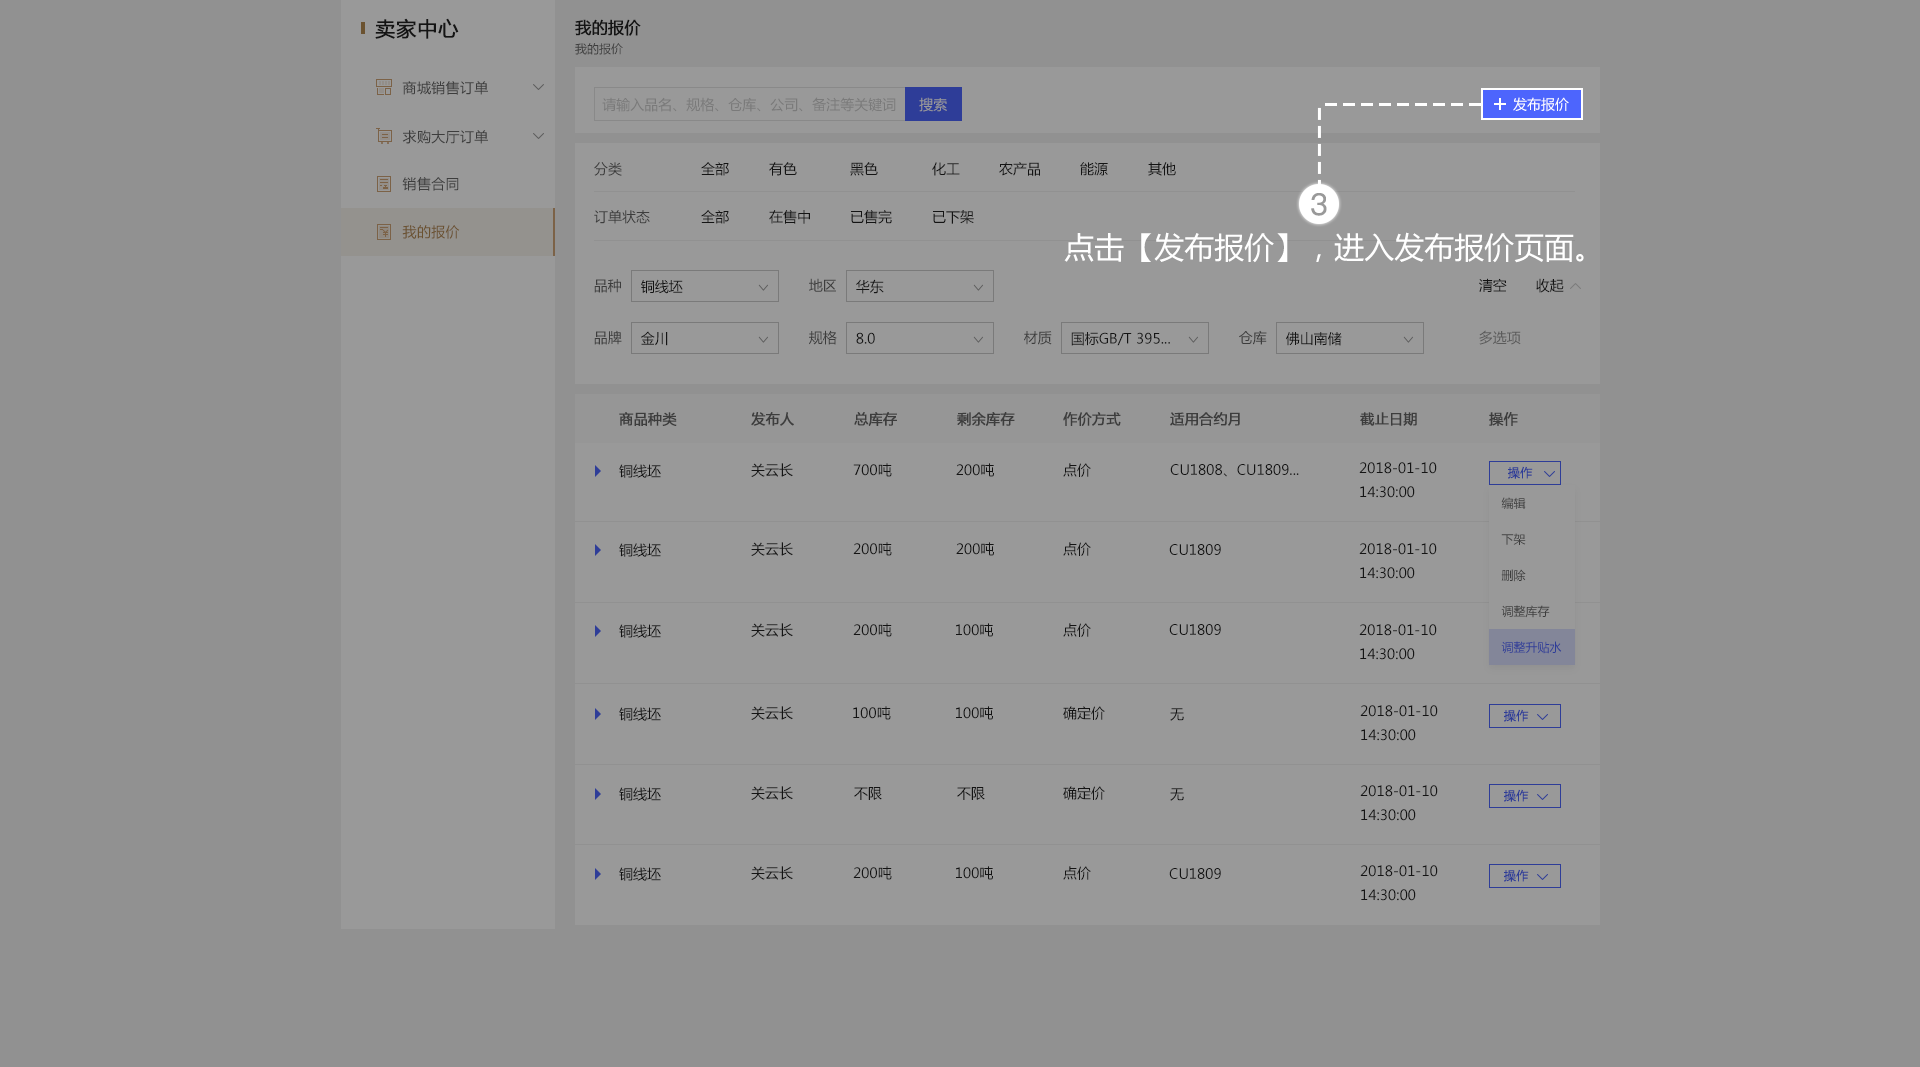 卖家中心
商城销售订单
求购大厅订单
销售合同
我的报价
我的报价
我的报价
请输入品名、规格、仓库、公司、备注等关键词 搜索
发布报价
3
点击【发布报价】，进入发布报价页面。
分类 全部 有色 黑色 化工 农产品 能源 其他
订单状态 全部 在售中 已售完 已下架
品种 铜线坯 地区 华东 清空 收起
品牌 金川 规格 8.0 材质 国标GB/T 395... 仓库 佛山南储 多选项
商品种类 发布人 总库存 剩余库存 作价方式 适用合约月 截止日期 操作
铜线坯 关云长 700吨 200吨 点价 CU1808、CU1809... 2018-01-10 操作
14:30:00
编辑
下架
删除
调整库存
调整升贴水
铜线坯 关云长 200吨 200吨 点价 CU1809 2018-01-10
14:30:00
铜线坯 关云长 200吨 100吨 点价 CU1809 2018-01-10
14:30:00
铜线坯 关云长 100吨 100吨 确定价 无 2018-01-10 操作
14:30:00
铜线坯 关云长 不限 不限 确定价 无 2018-01-10 操作
14:30:00
铜线坯 关云长 200吨 100吨 点价 CU1809 2018-01-10 操作
14:30:00